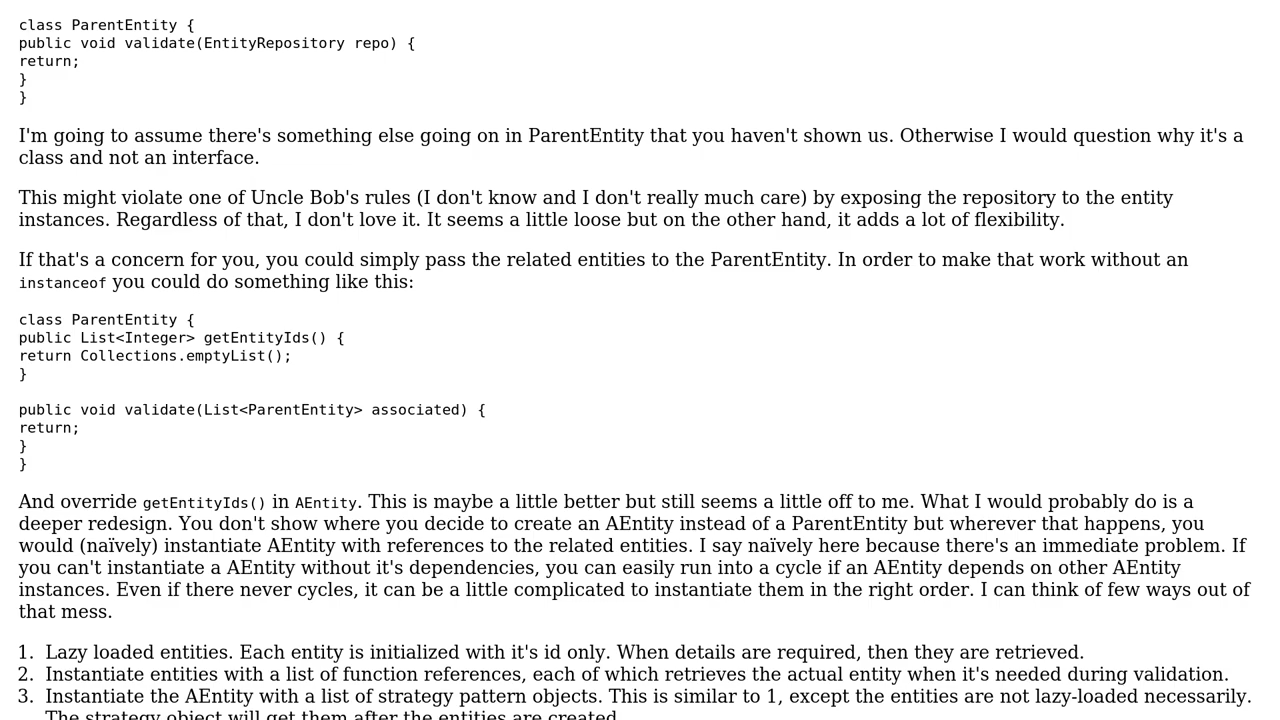 class ParentEntity {
public void validate(EntityRepository repo) {
return;
}
}
I'm going to assume there's something else going on in ParentEntity that you haven't shown us. Otherwise I would question why it's a
class and not an interface.
This might violate one of Uncle Bob's rules (I don't know and I don't really much care) by exposing the repository to the entity
instances. Regardless of that, I don't love it. It seems a little loose but on the other hand, it adds a lot of flexibility.
If that's a concern for you, you could simply pass the related entities to the ParentEntity. In order to make that work without an
instanceof you could do something like this:
class ParentEntity {
public List<Integer> getEntityIds() {
return Collections.emptyList();
}
public void validate(List<ParentEntity> associated) {
return;
}
}
And override getEntityIds() in AEntity. This is maybe a little better but still seems a little off to me. What I would probably do is a
deeper redesign. You don't show where you decide to create an AEntity instead of a ParentEntity but wherever that happens, you
would (naïvely) instantiate AEntity with references to the related entities. I say naïvely here because there's an immediate problem. If
you can't instantiate a AEntity without it's dependencies, you can easily run into a cycle if an AEntity depends on other AEntity
instances. Even if there never cycles, it can be a little complicated to instantiate them in the right order. I can think of few ways out of
that mess.
1. Lazy loaded entities. Each entity is initialized with it's id only. When details are required, then they are retrieved.
2. Instantiate entities with a list of function references, each of which retrieves the actual entity when it's needed during validation.
3. Instantiate the AEntity with a list of strategy pattern objects. This is similar to 1, except the entities are not lazy-loaded necessarily.
The strategy object will get them after the entities are created.